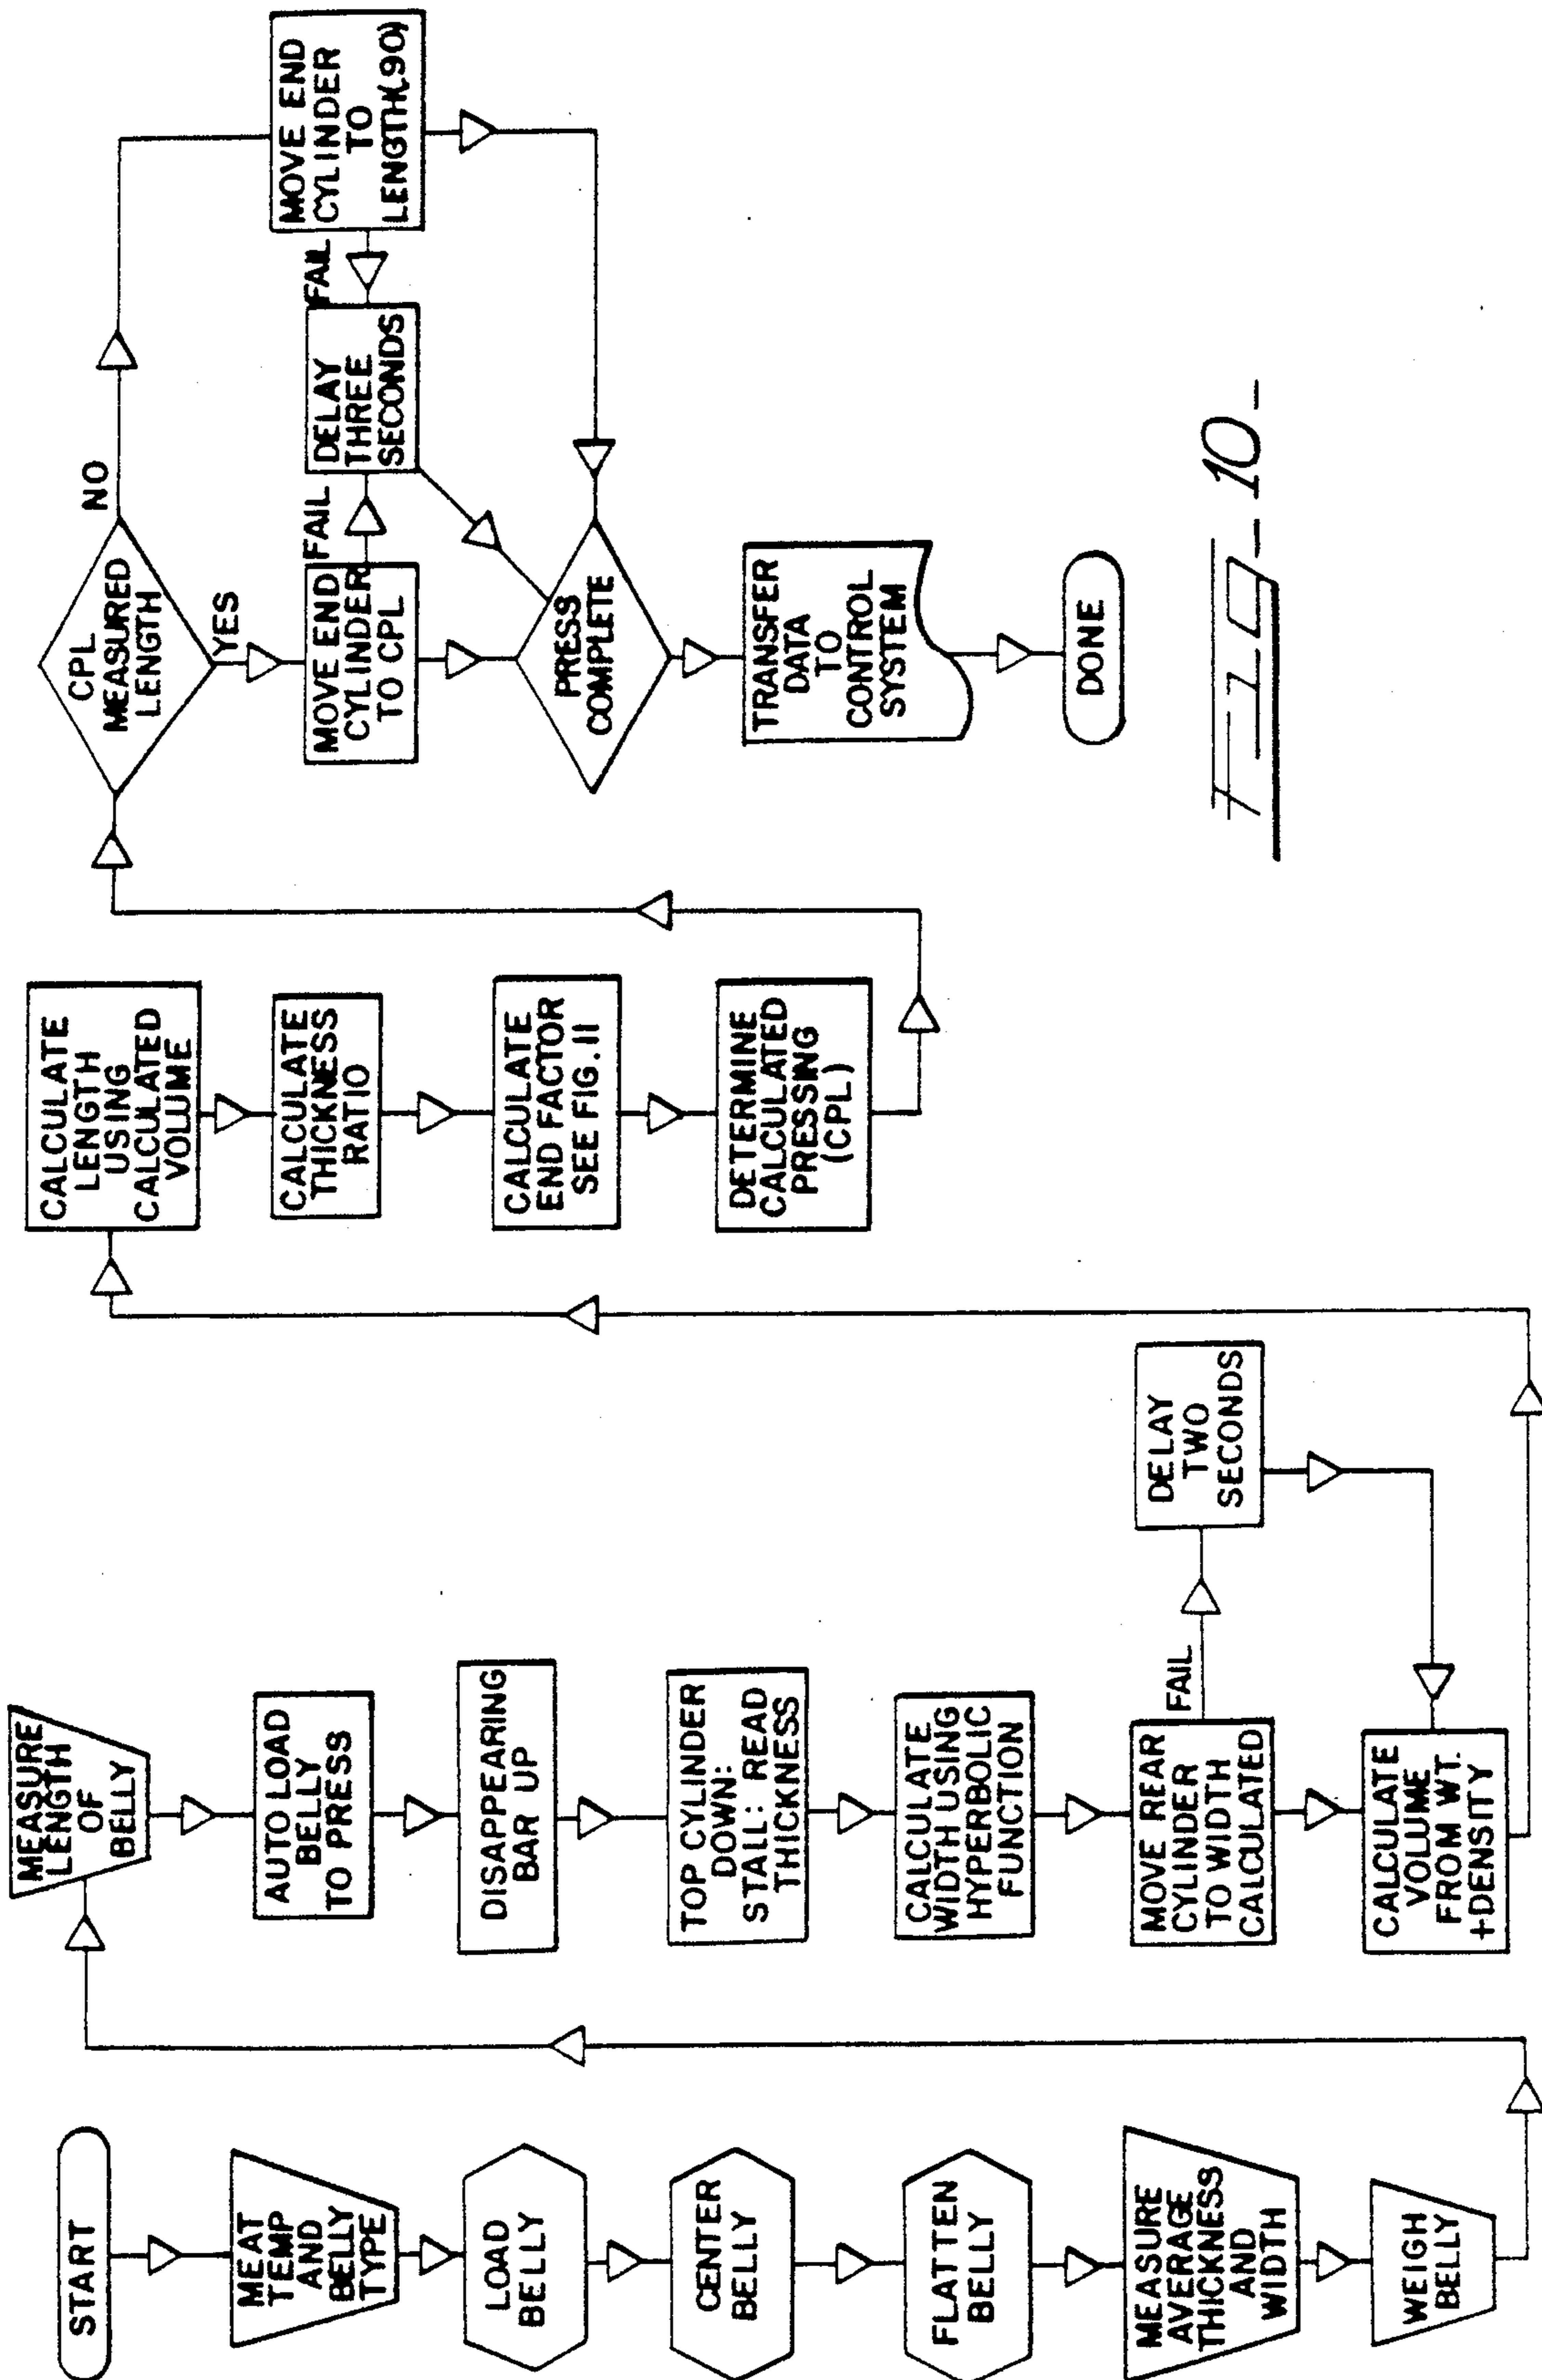 START
MEAT
TEMP
AND
BELLY
TYPE
LOAD
BELLY
CENTER
BELLY
FLATTEN
BELLY
MEASURE
AVERAGE
THICKNESS
AND
WIDTH
WEIGH
BELLY
MEASURE
LENGTH
OF
BELLY
AUTO LOAD
BELLY
TO PRESS
DISAPPEARING
BAR UP
TOP CYLINDER
DOWN:
STALL: READ
THICKNESS
CALCULATE
WIDTH USING
HYPERBOLIC
FUNCTION
MOVE REAR
CYLINDER
TO WIDTH
CALCULATED
FAIL
DELAY
TWO
SECONDS
CALCULATE
VOLUME
FROM WT.
+DENSITY
CALCULATE
LENGTH
USING
CALCULATED
VOLUME
CALCULATE
THICKNESS
RATIO
CALCULATE
END FACTOR
SEE FIG.11
DETERMINE
CALCULATED
PRESSING
(CPL)
CPL
MEASURED
LENGTH
NO
YES
MOVE END
CYLINDER
TO CPL
FAIL
DELAY
THREE
SECONDS
FAIL
MOVE END
CYLINDER
TO
LENGTH(.90)
PRESS
COMPLETE
TRANSFER
DATA
TO
CONTROL
SYSTEM
DONE
FIG-10-